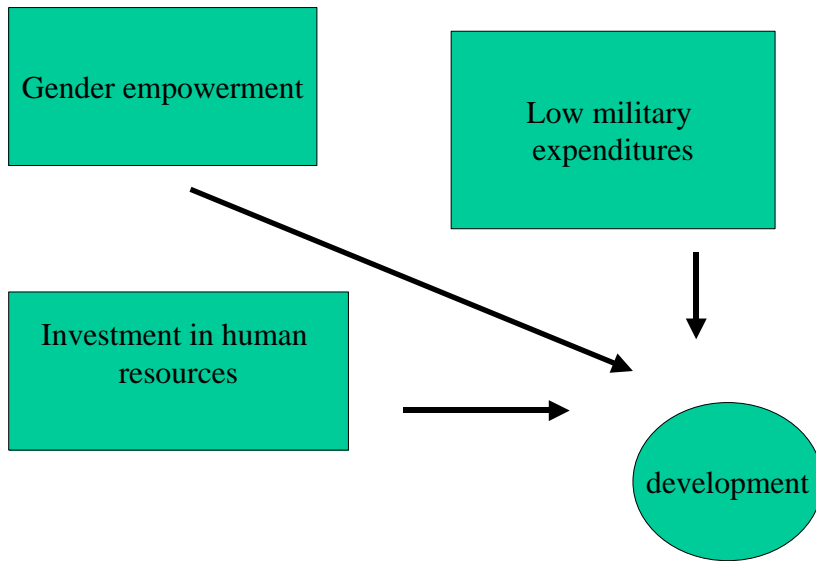 Gender empowerment
Low military
expenditures
Investment in human
resources
development